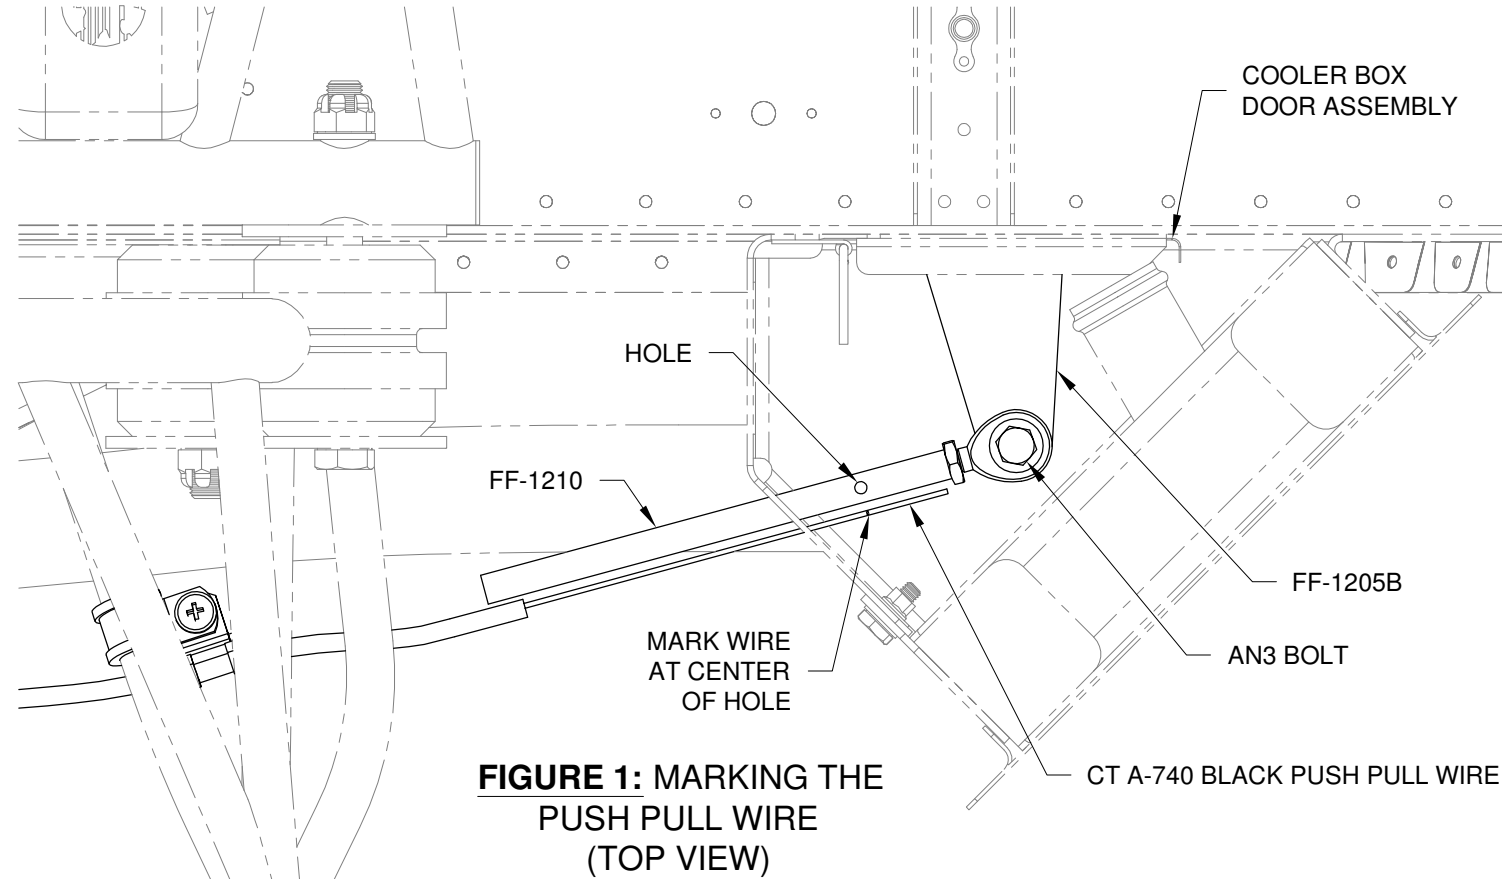 COOLER BOX
DOOR ASSEMBLY
HOLE
FF-1210
FF-1205B
MARK WIRE
AT CENTER
OF HOLE
AN3 BOLT
CT A-740 BLACK PUSH PULL WIRE
FIGURE 1: MARKING THE
PUSH PULL WIRE
(TOP VIEW)